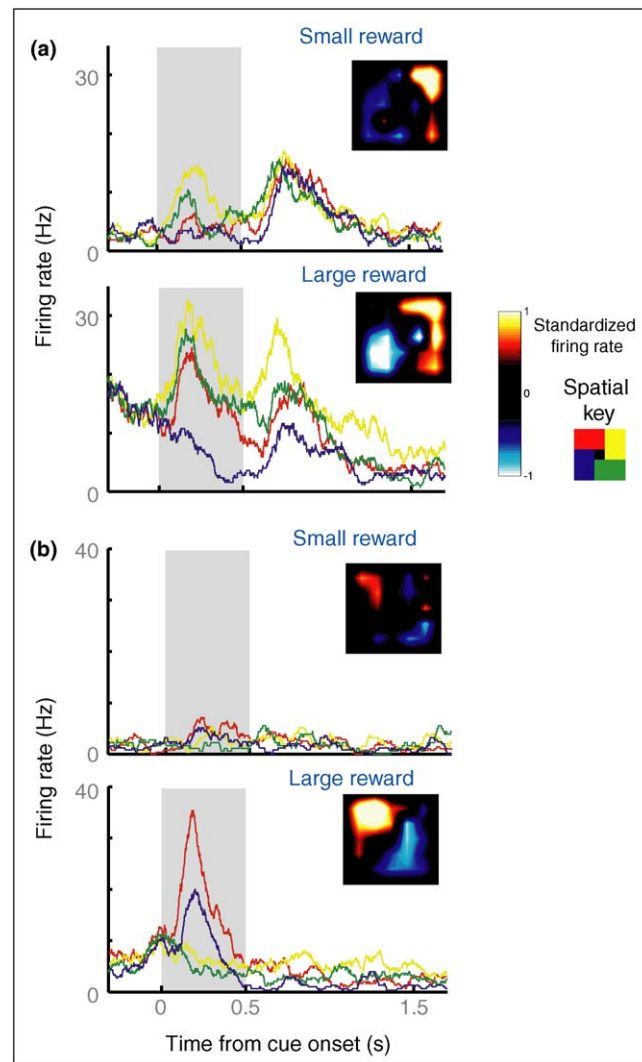 (a)
Small reward
30
0
Large reward
30
0
Firing rate (Hz)
1
0
-1
Standardized
firing rate
Spatial
key
(b)
Small reward
40
0
Large reward
40
0
Firing rate (Hz)
0
0.5
1.5
Time from cue onset (s)